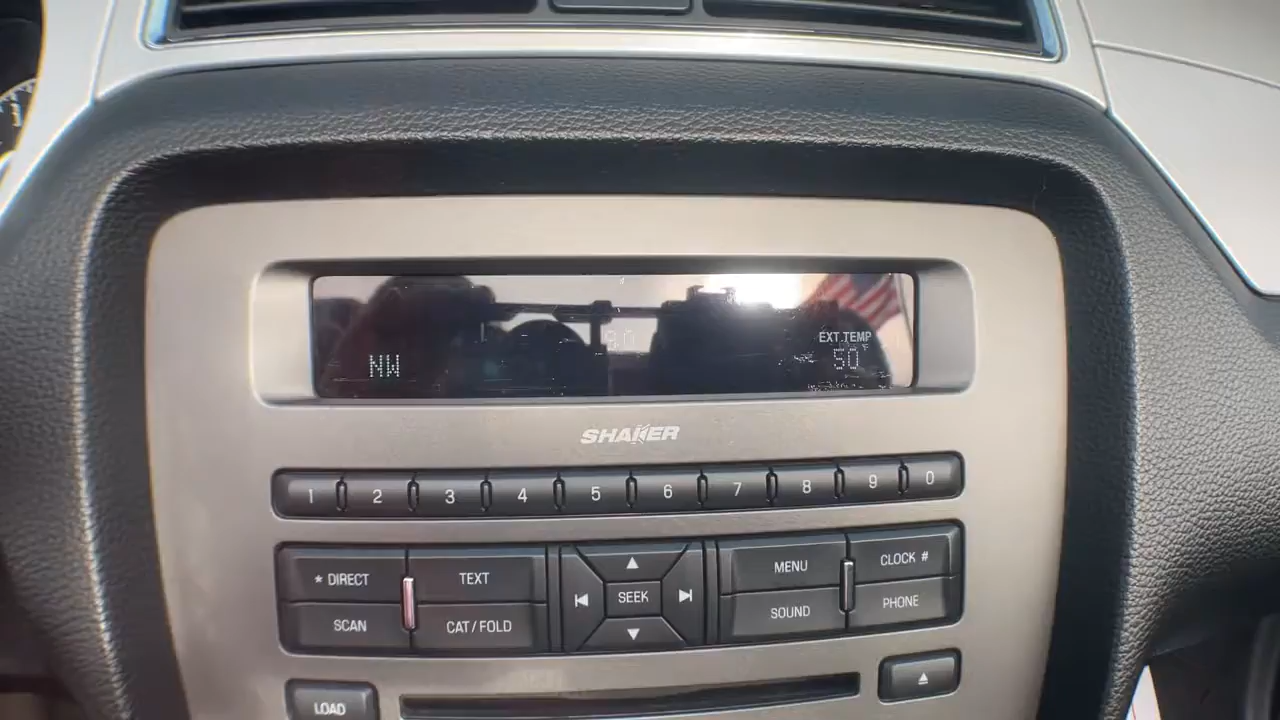 EXT TEMP
NW
50 °F
SHAKER
1 2 3 4 5 6 7 8 9 0
* DIRECT TEXT MENU CLOCK #
SEEK
SCAN CAT / FOLD SOUND PHONE
LOAD